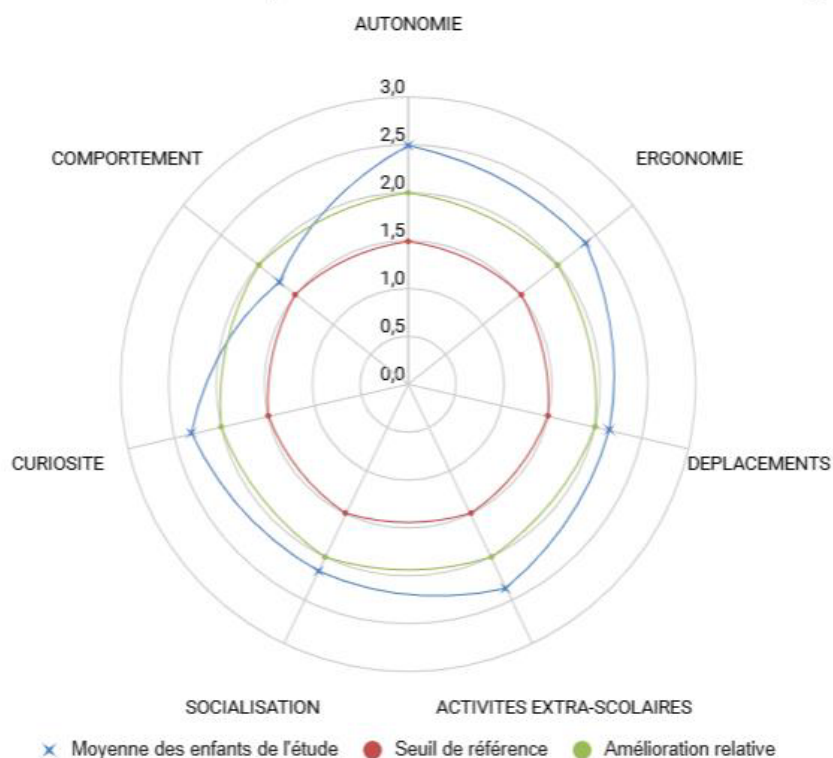 AUTONOMIE
3,0
2,5
COMPORTEMENT
ERGONOMIE
2,0
1,5
1,0
0,5
0,0
CURIOSITE
DEPLACEMENTS
SOCIALISATION
ACTIVITES EXTRA-SCOLAIRES
Moyenne des enfants de l'étude
Seuil de référence
Amélioration relative